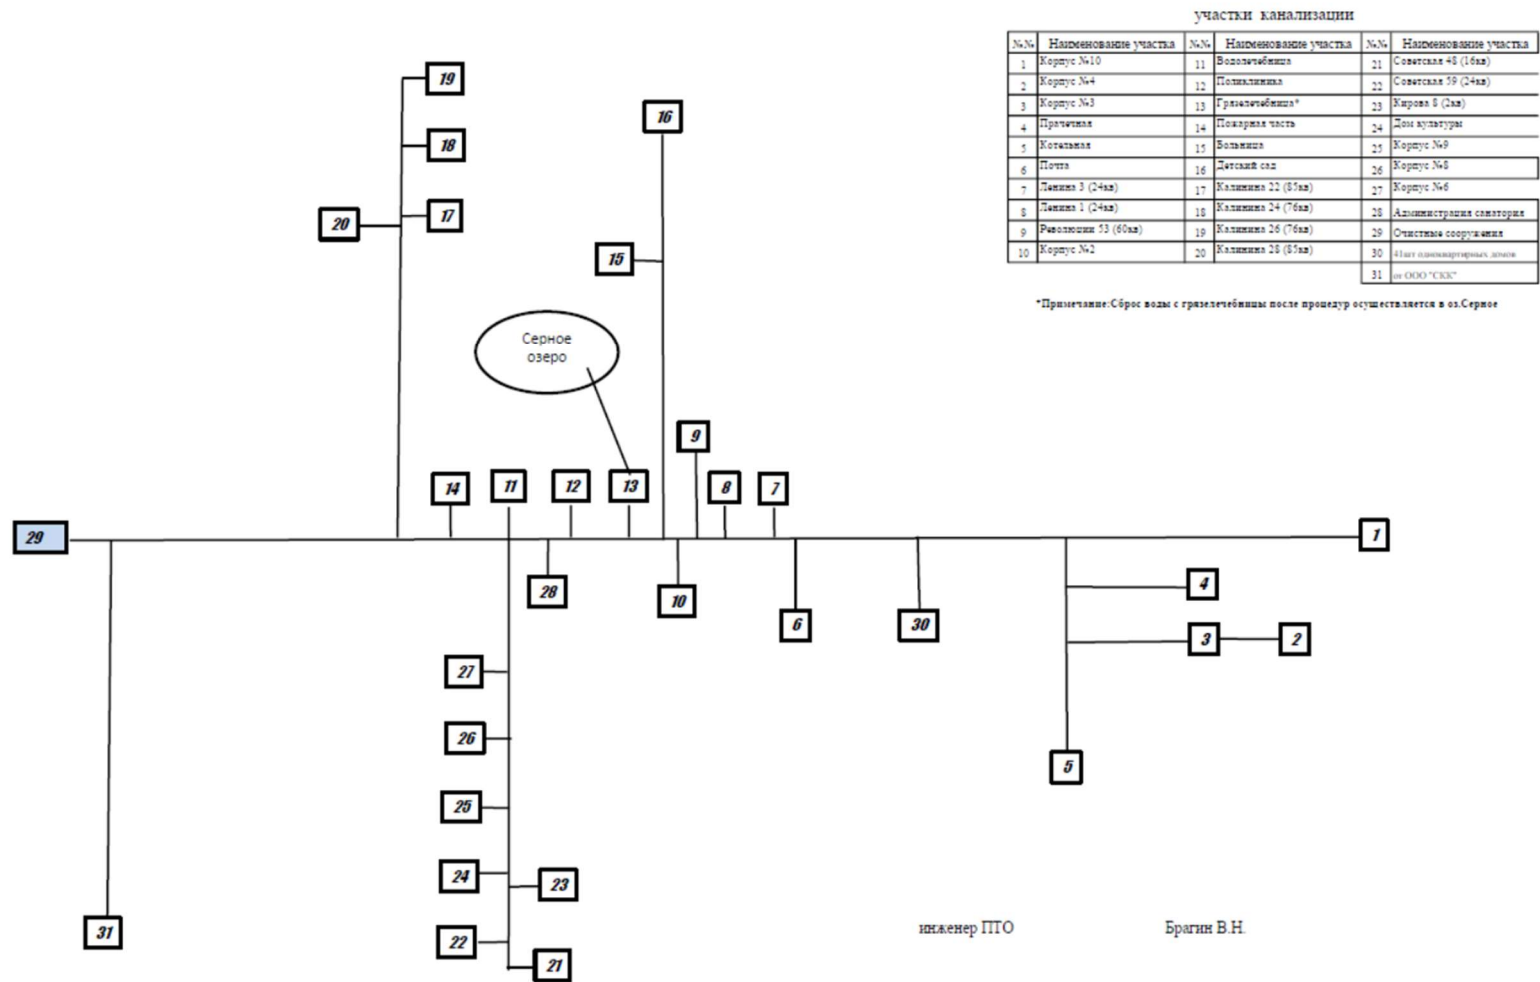 участки канализации
№№ Наименование участка №№ Наименование участка №№ Наименование участка
1 Корпус №10 11 Водолечебница 21 Советская 48 (16кв)
2 Корпус №4 12 Поликлиника 22 Советская 59 (24кв)
3 Корпус №3 13 Грязелечебница* 23 Кирова 8 (2кв)
4 Прачечная 14 Пожарная часть 24 Дом культуры
5 Котельная 15 Больница 25 Корпус №9
6 Почта 16 Детский сад 26 Корпус №8
7 Ленина 3 (24кв) 17 Калинина 22 (85кв) 27 Корпус №6
8 Ленина 1 (24кв) 18 Калинина 24 (76кв) 28 Администрация санатория
9 Революции 53 (60кв) 19 Калинина 26 (76кв) 29 Очистные сооружения
10 Корпус №2 20 Калинина 28 (85кв) 30 41шт одноквартирных домов
31 от ООО "СКК"
*Примечание:Сброс воды с грязелечебницы после процедур осуществляется в оз.Серное
19
16
18
17
20
15
Серное
озеро
9
14 11 12 13 8 7
29
1
28
10
4
6 30 3 2
27
26
5
25
24 23
31
22
21
инженер ПТО Брагин В.Н.